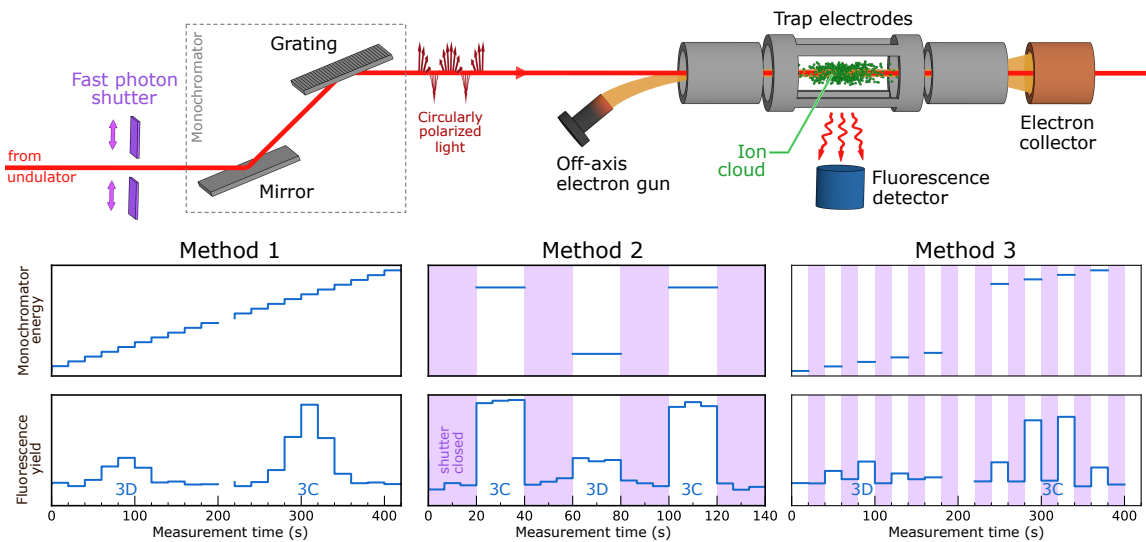 Monochromator
Grating
Fast photon
shutter
from
undulator
Mirror
Circularly
polarized
light
Trap electrodes
Off-axis
electron gun
Ion
cloud
Fluorescence
detector
Electron
collector
Method 1
Method 2
Method 3
Monochromator
energy
Fluorescence
yield
3D
3C
shutter
closed
3C
3D
3C
3D
3C
0
100
200
300
400
Measurement time (s)
0
20
40
60
80
100
120
140
Measurement time (s)
0
100
200
300
400
Measurement time (s)